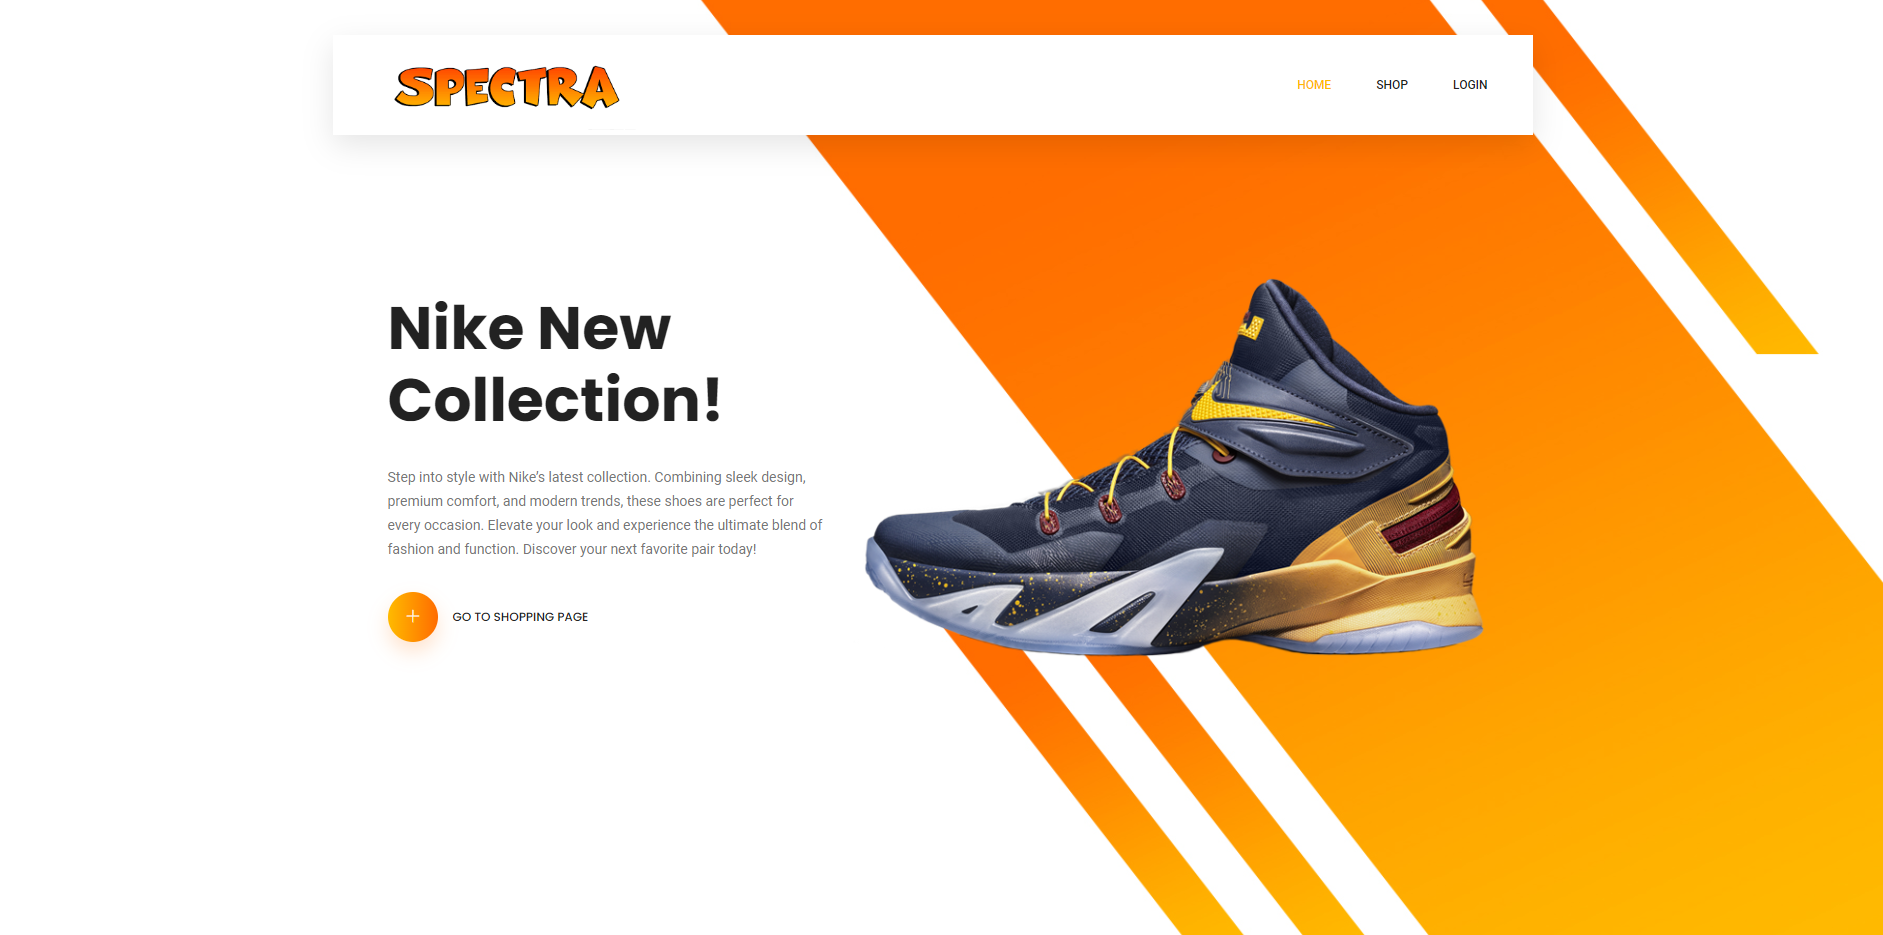 SPECTRA
HOME SHOP LOGIN
Nike New
Collection!
Step into style with Nike’s latest collection. Combining sleek design,
premium comfort, and modern trends, these shoes are perfect for
every occasion. Elevate your look and experience the ultimate blend of
fashion and function. Discover your next favorite pair today!
GO TO SHOPPING PAGE